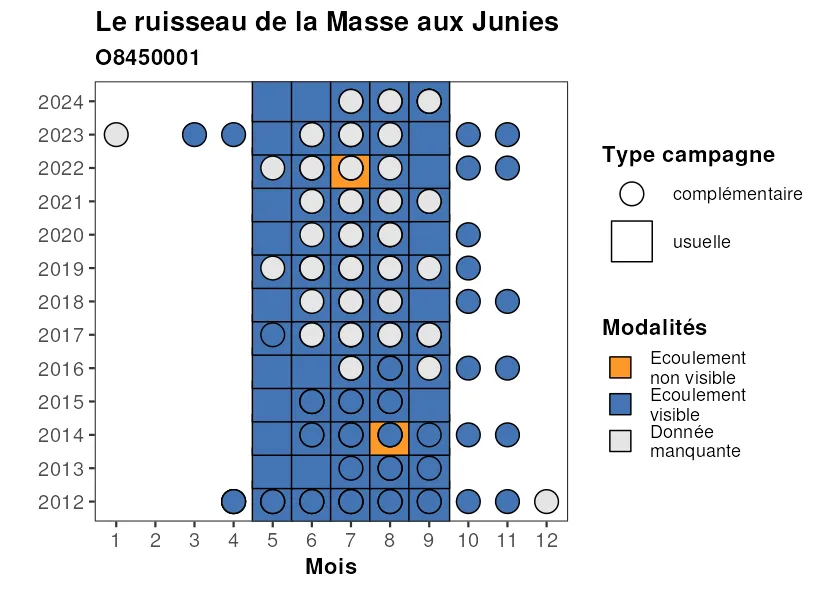 Le ruisseau de la Masse aux Junies
O8450001
2024
2023
2022
2021
2020
2019
2018
2017
2016
2015
2014
2013
2012
1 2 3 4 5 6 7 8 9 10 11 12
Mois
Type campagne
complémentaire
usuelle
Modalités
Ecoulement
non visible
Ecoulement
visible
Donnée
manquante